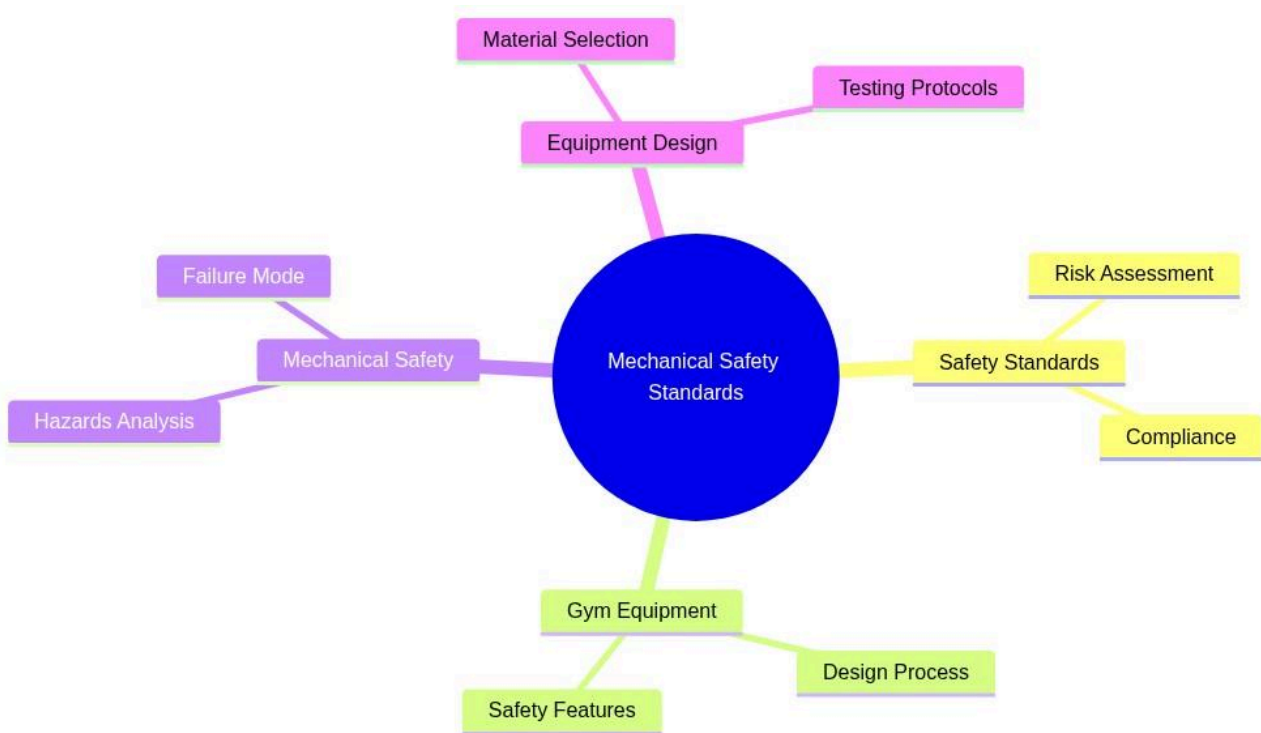 Material Selection
Testing Protocols
Equipment Design
Failure Mode
Risk Assessment
Mechanical Safety
Mechanical Safety
Standards
Safety Standards
Hazards Analysis
Compliance
Gym Equipment
Design Process
Safety Features